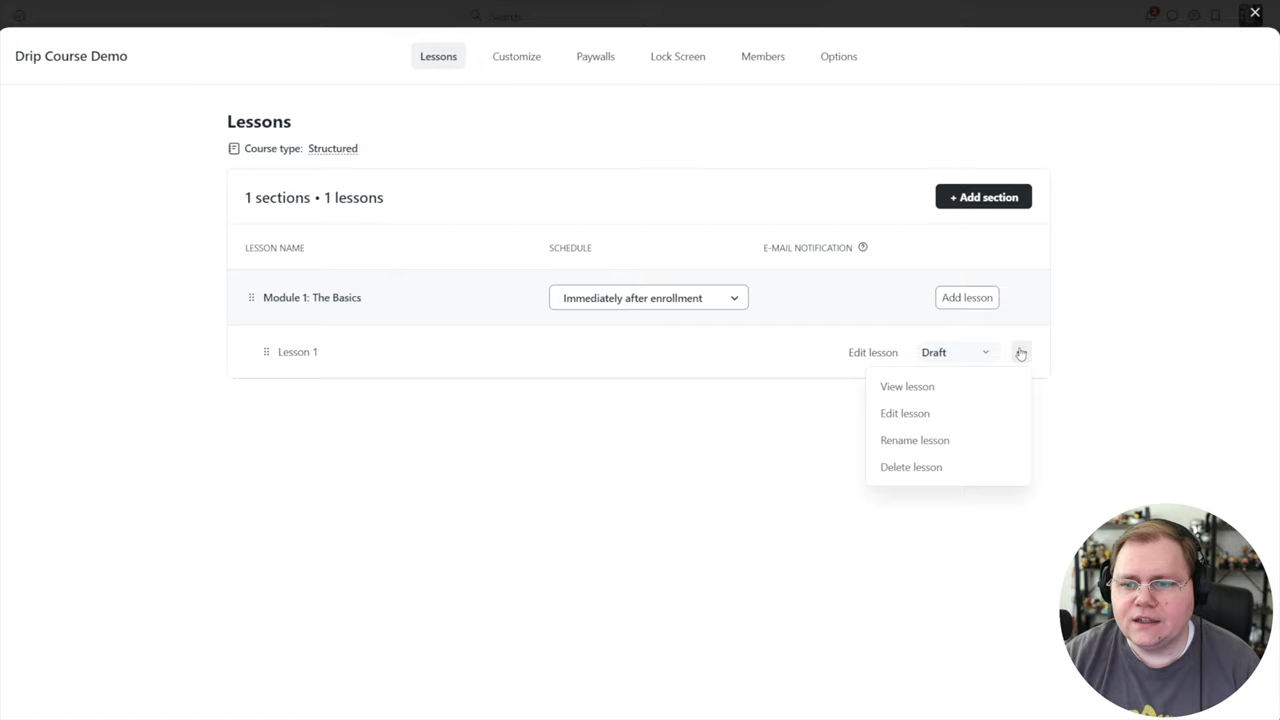 Search
2
Drip Course Demo
Lessons
Customize
Paywalls
Lock Screen
Members
Options
Lessons
Course type: Structured
1 sections • 1 lessons
+ Add section
LESSON NAME
SCHEDULE
E-MAIL NOTIFICATION
Module 1: The Basics
Immediately after enrollment
Add lesson
Lesson 1
Edit lesson
Draft
View lesson
Edit lesson
Rename lesson
Delete lesson